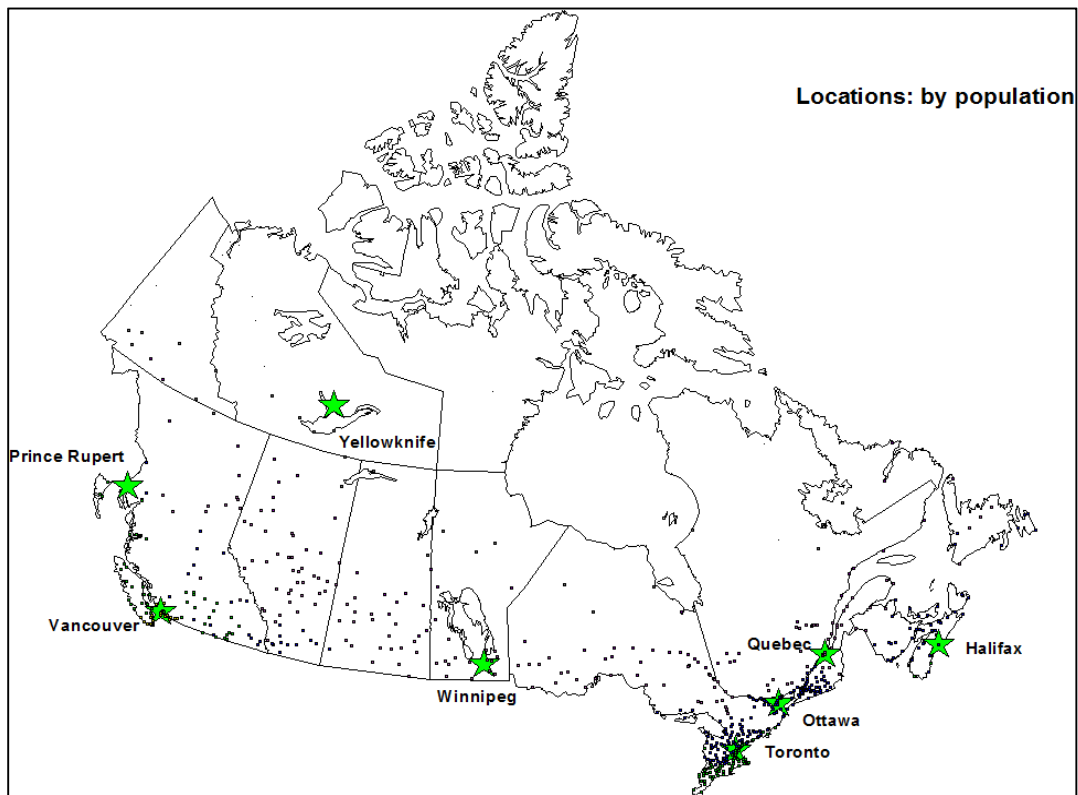 Locations: by population
Yellowknife
Prince Rupert
Vancouver
Winnipeg
Quebec
Halifax
Ottawa
Toronto